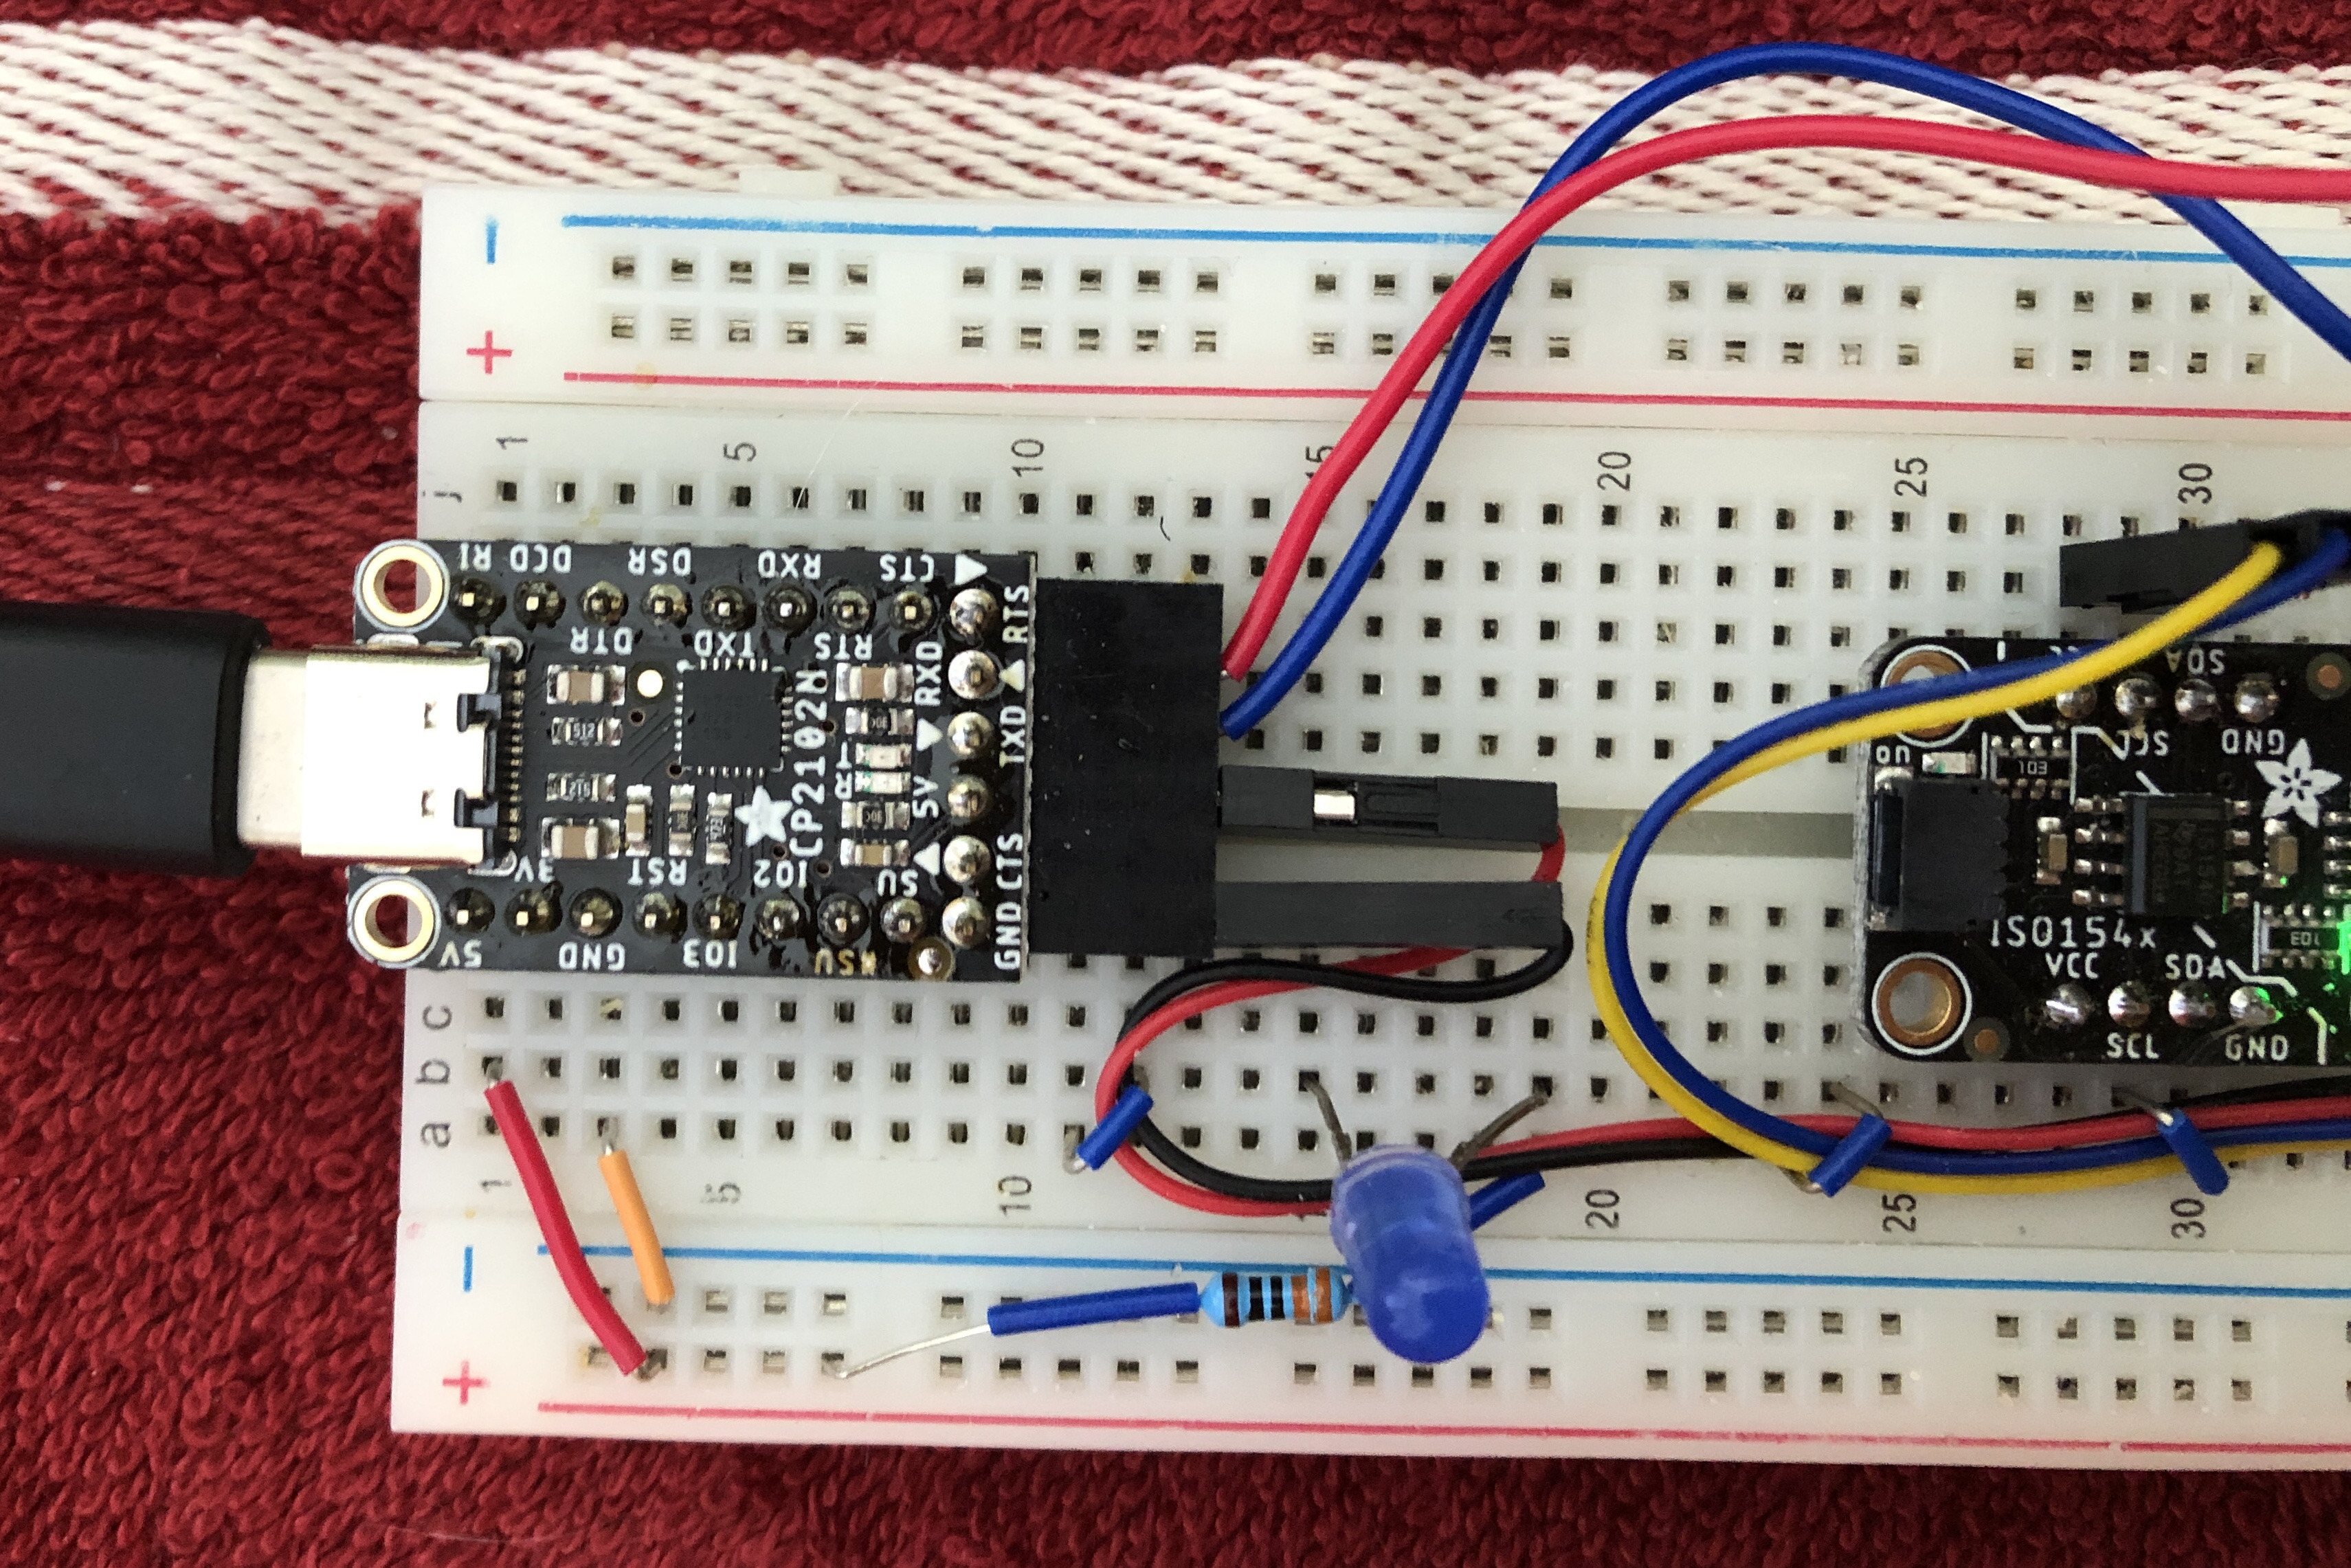 −
+
1 5 10 15 20 25 30
j
RI DCD DSR RXD CTS
DTR TXD RTS
RTS
RXD
TXD
CP2102N
5V
CTS
GND
3V RST IO2 SU
5V GND IO3
SDA
SCL GND
ISO154x
VCC SDA
SCL GND
c
b
a
1 5 10 20 25 30
−
+